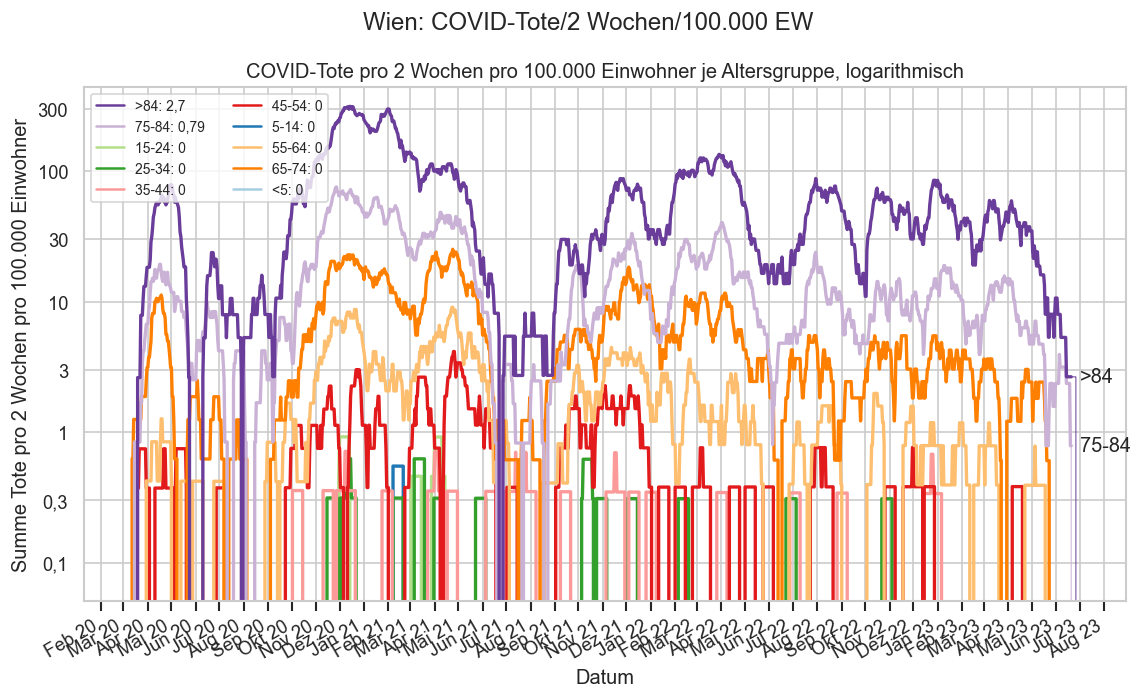 Wien: COVID-Tote/2 Wochen/100.000 EW
COVID-Tote pro 2 Wochen pro 100.000 Einwohner je Altersgruppe, logarithmisch
>84: 2,7
75-84: 0,79
15-24: 0
25-34: 0
35-44: 0
45-54: 0
5-14: 0
55-64: 0
65-74: 0
<5: 0
Summe Tote pro 2 Wochen pro 100.000 Einwohner
300
100
30
10
3
1
0,3
0,1
>84
75-84
Feb 20
Mar 20
Apr 20
Mai 20
Jun 20
Jul 20
Aug 20
Sep 20
Okt 20
Nov 20
Dez 20
Jan 21
Feb 21
Mar 21
Apr 21
Mai 21
Jun 21
Jul 21
Aug 21
Sep 21
Okt 21
Nov 21
Dez 21
Jan 22
Feb 22
Mar 22
Apr 22
Mai 22
Jun 22
Jul 22
Aug 22
Sep 22
Okt 22
Nov 22
Dez 22
Jan 23
Feb 23
Mar 23
Apr 23
Mai 23
Jun 23
Jul 23
Aug 23
Datum